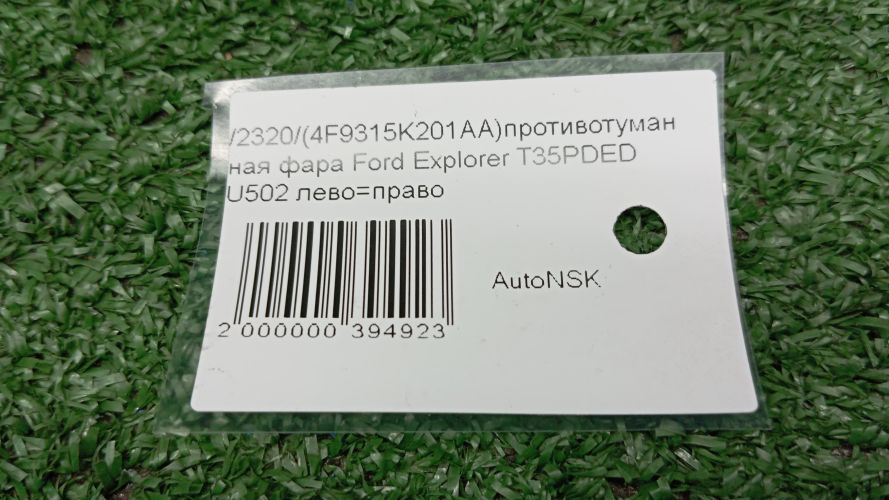 /2320/(4F9315K201AA)противотуман
ная фара Ford Explorer T35PDED
U502 лево=право
AutoNSK
2 000000 394923